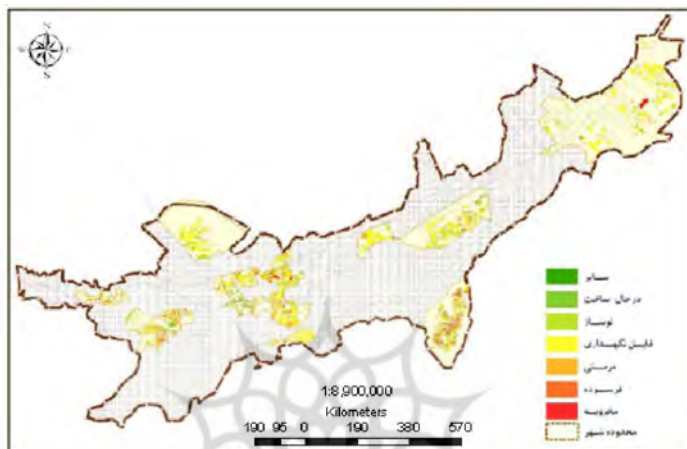 N
W
E
S
سالم
در حال ساخت
نوساز
قابل نگهداری
مرمتی
فرسوده
مخروبه
محدوده شهر
1:8,900,000
Kilometers
190 95 0 190 380 570